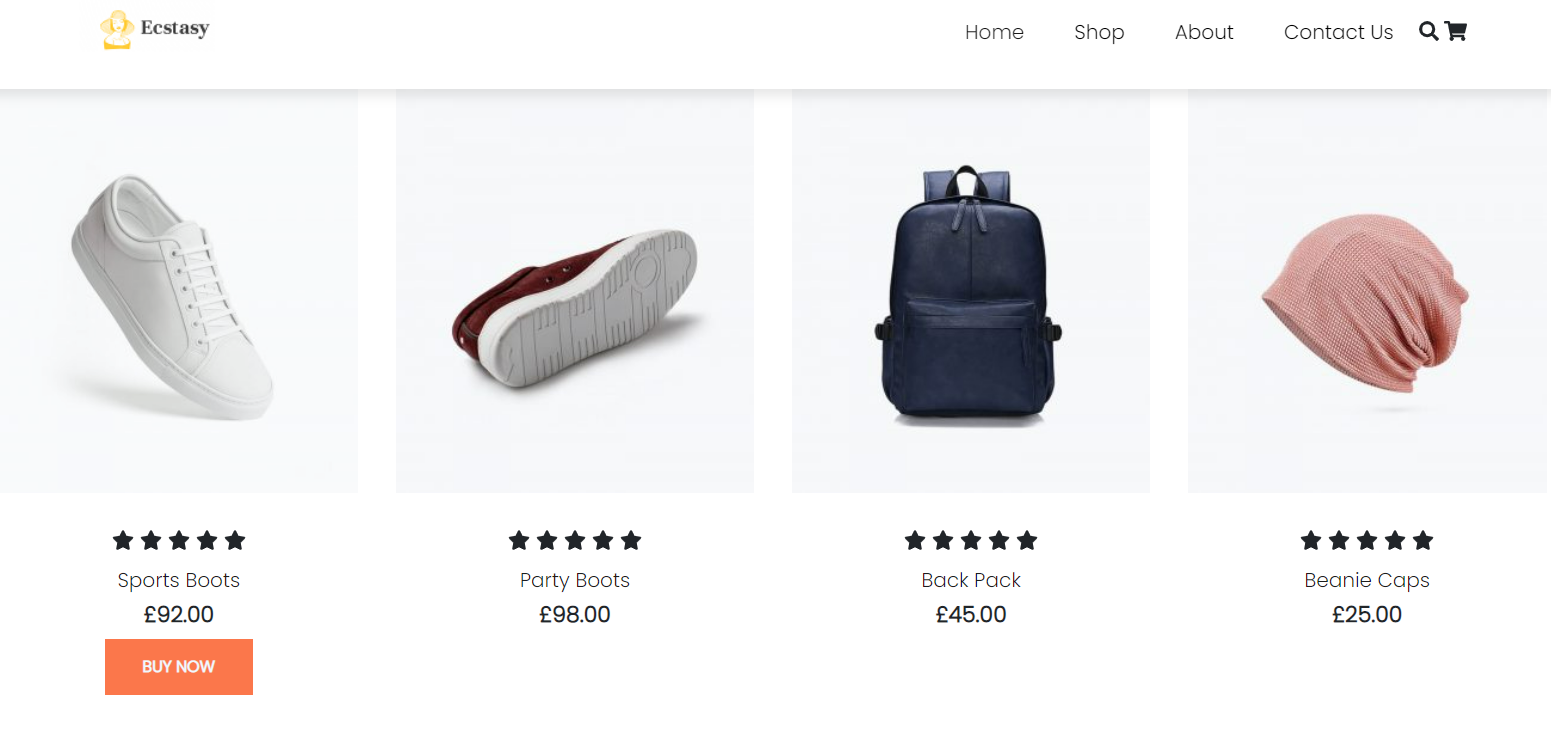 Ecstasy
Home Shop About Contact Us
Sports Boots Party Boots Back Pack Beanie Caps
£92.00 £98.00 £45.00 £25.00
BUY NOW